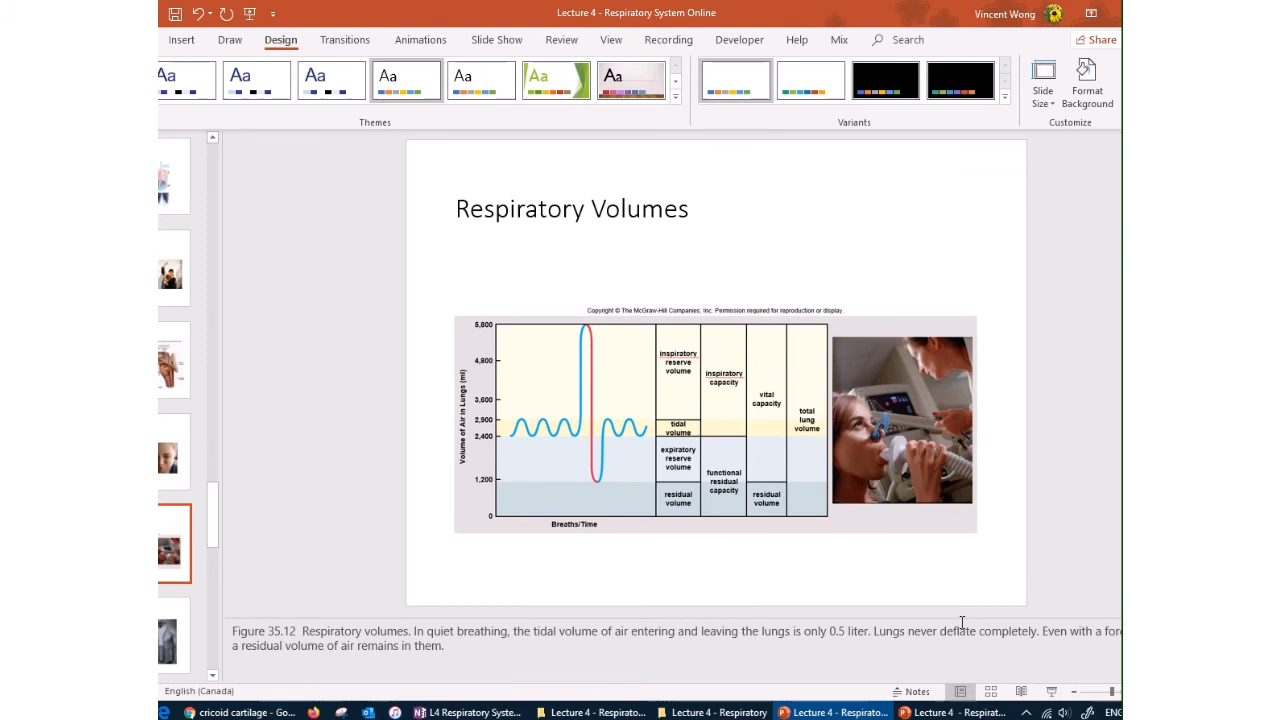 Lecture 4 - Respiratory System Online
Vincent Wong
Insert Draw Design Transitions Animations Slide Show Review View Recording Developer Help Mix Search Share
Aa Aa Aa Aa Aa Aa Aa
Slide Size
Format Background
Themes
Variants
Customize
Respiratory Volumes
Copyright © The McGraw-Hill Companies, Inc. Permission required for reproduction or display.
Volume of Air in Lungs (ml)
5,800
4,800
3,600
2,900
2,400
1,200
0
Breaths/Time
inspiratory
reserve
volume
tidal
volume
expiratory
reserve
volume
residual
volume
inspiratory
capacity
functional
residual
capacity
vital
capacity
residual
volume
total
lung
volume
Figure 35.12 Respiratory volumes. In quiet breathing, the tidal volume of air entering and leaving the lungs is only 0.5 liter. Lungs never deflate completely. Even with a for
a residual volume of air remains in them.
English (Canada)
Notes
cricoid cartilage - Go...
L4 Respiratory Syste...
Lecture 4 - Respirato...
Lecture 4 - Respiratory
Lecture 4 - Respirato...
Lecture 4 - Respirat...
ENG